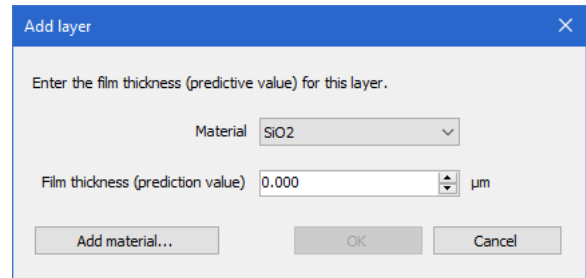 Add layer
Enter the film thickness (predictive value) for this layer.
Material SiO2
Film thickness (prediction value) 0.000 µm
Add material... OK Cancel